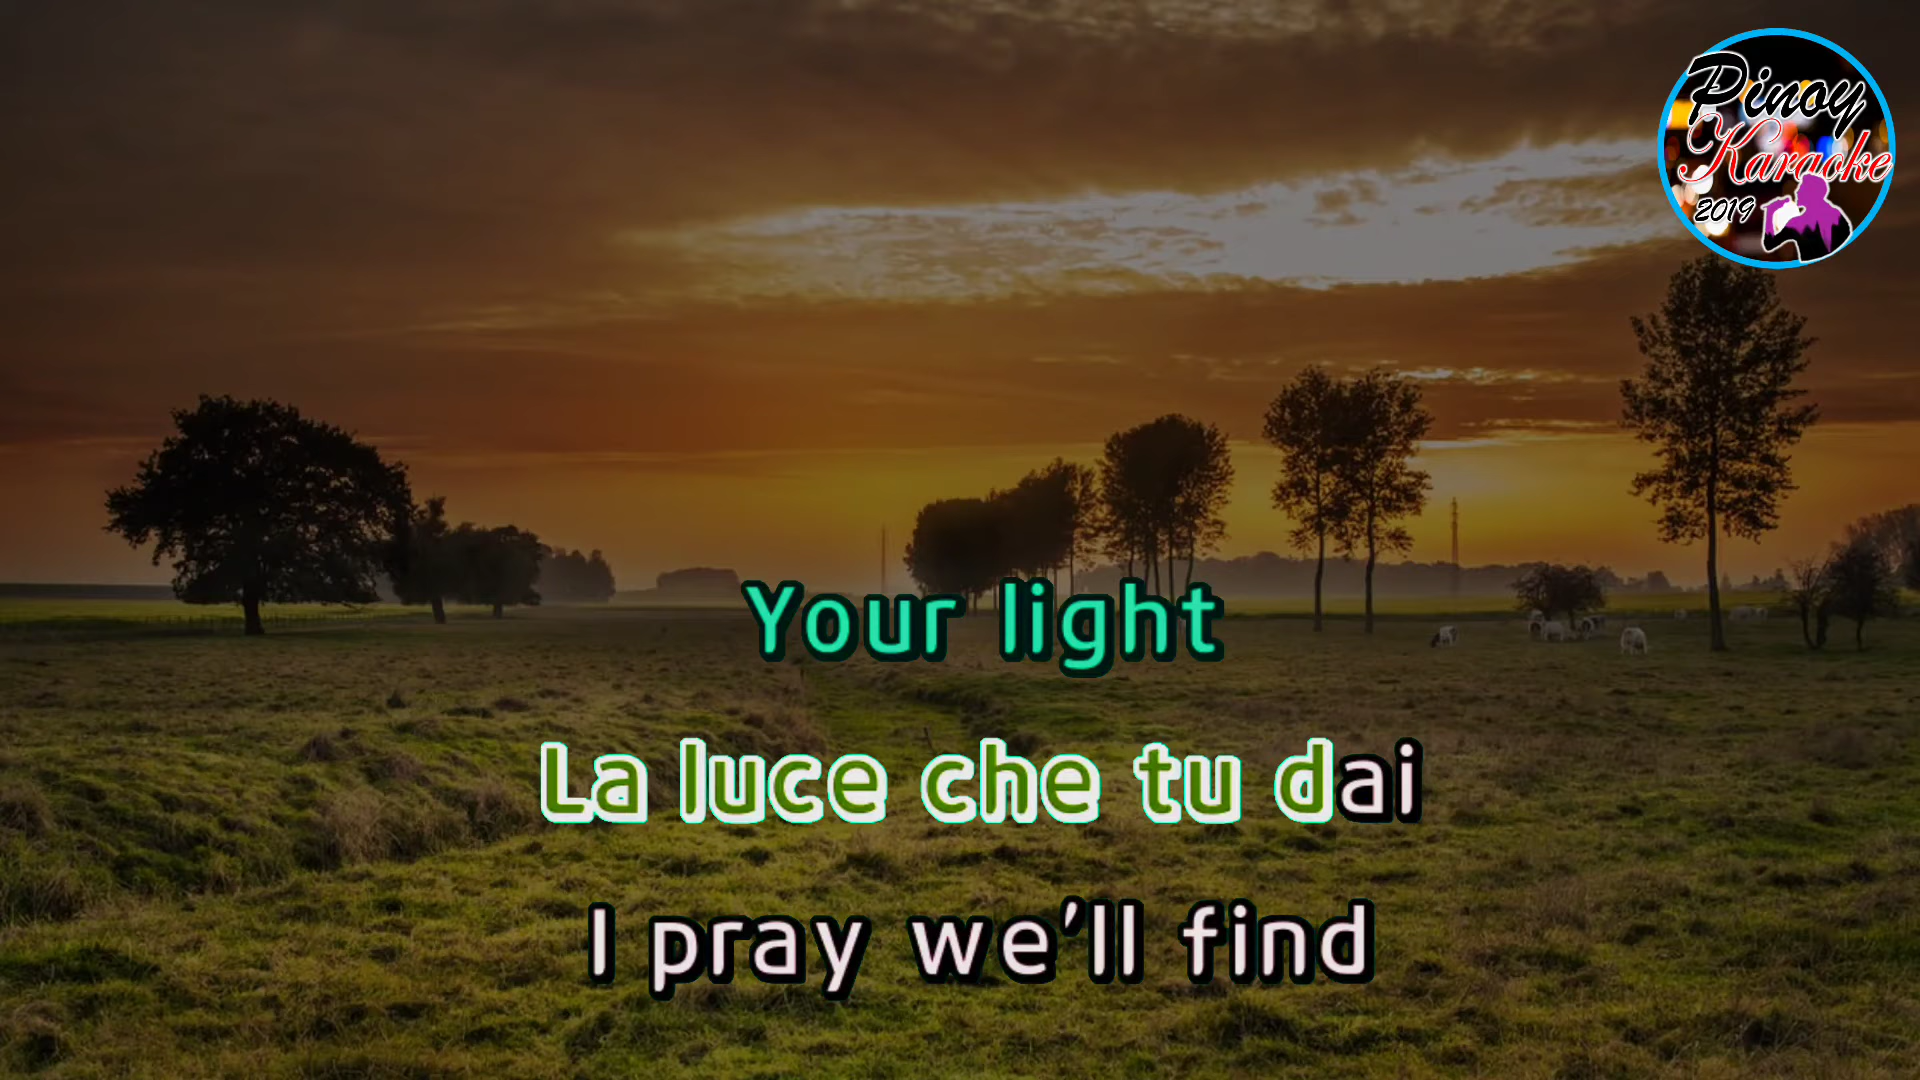 Pinoy
Karaoke
2019
Your light
La luce che tu dai
I pray we'll find